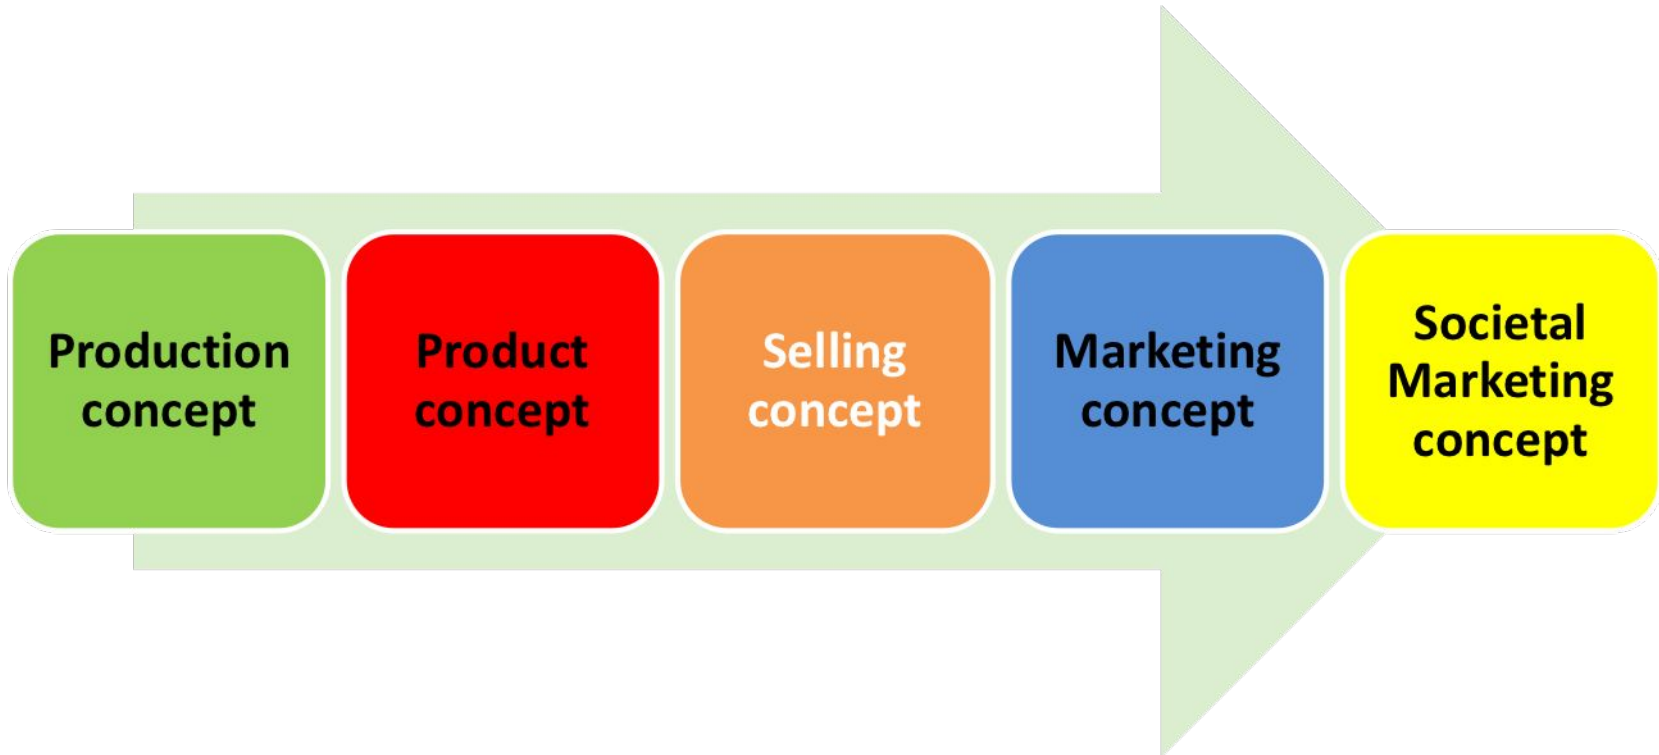 Production
concept
Product
concept
Selling
concept
Marketing
concept
Societal
Marketing
concept